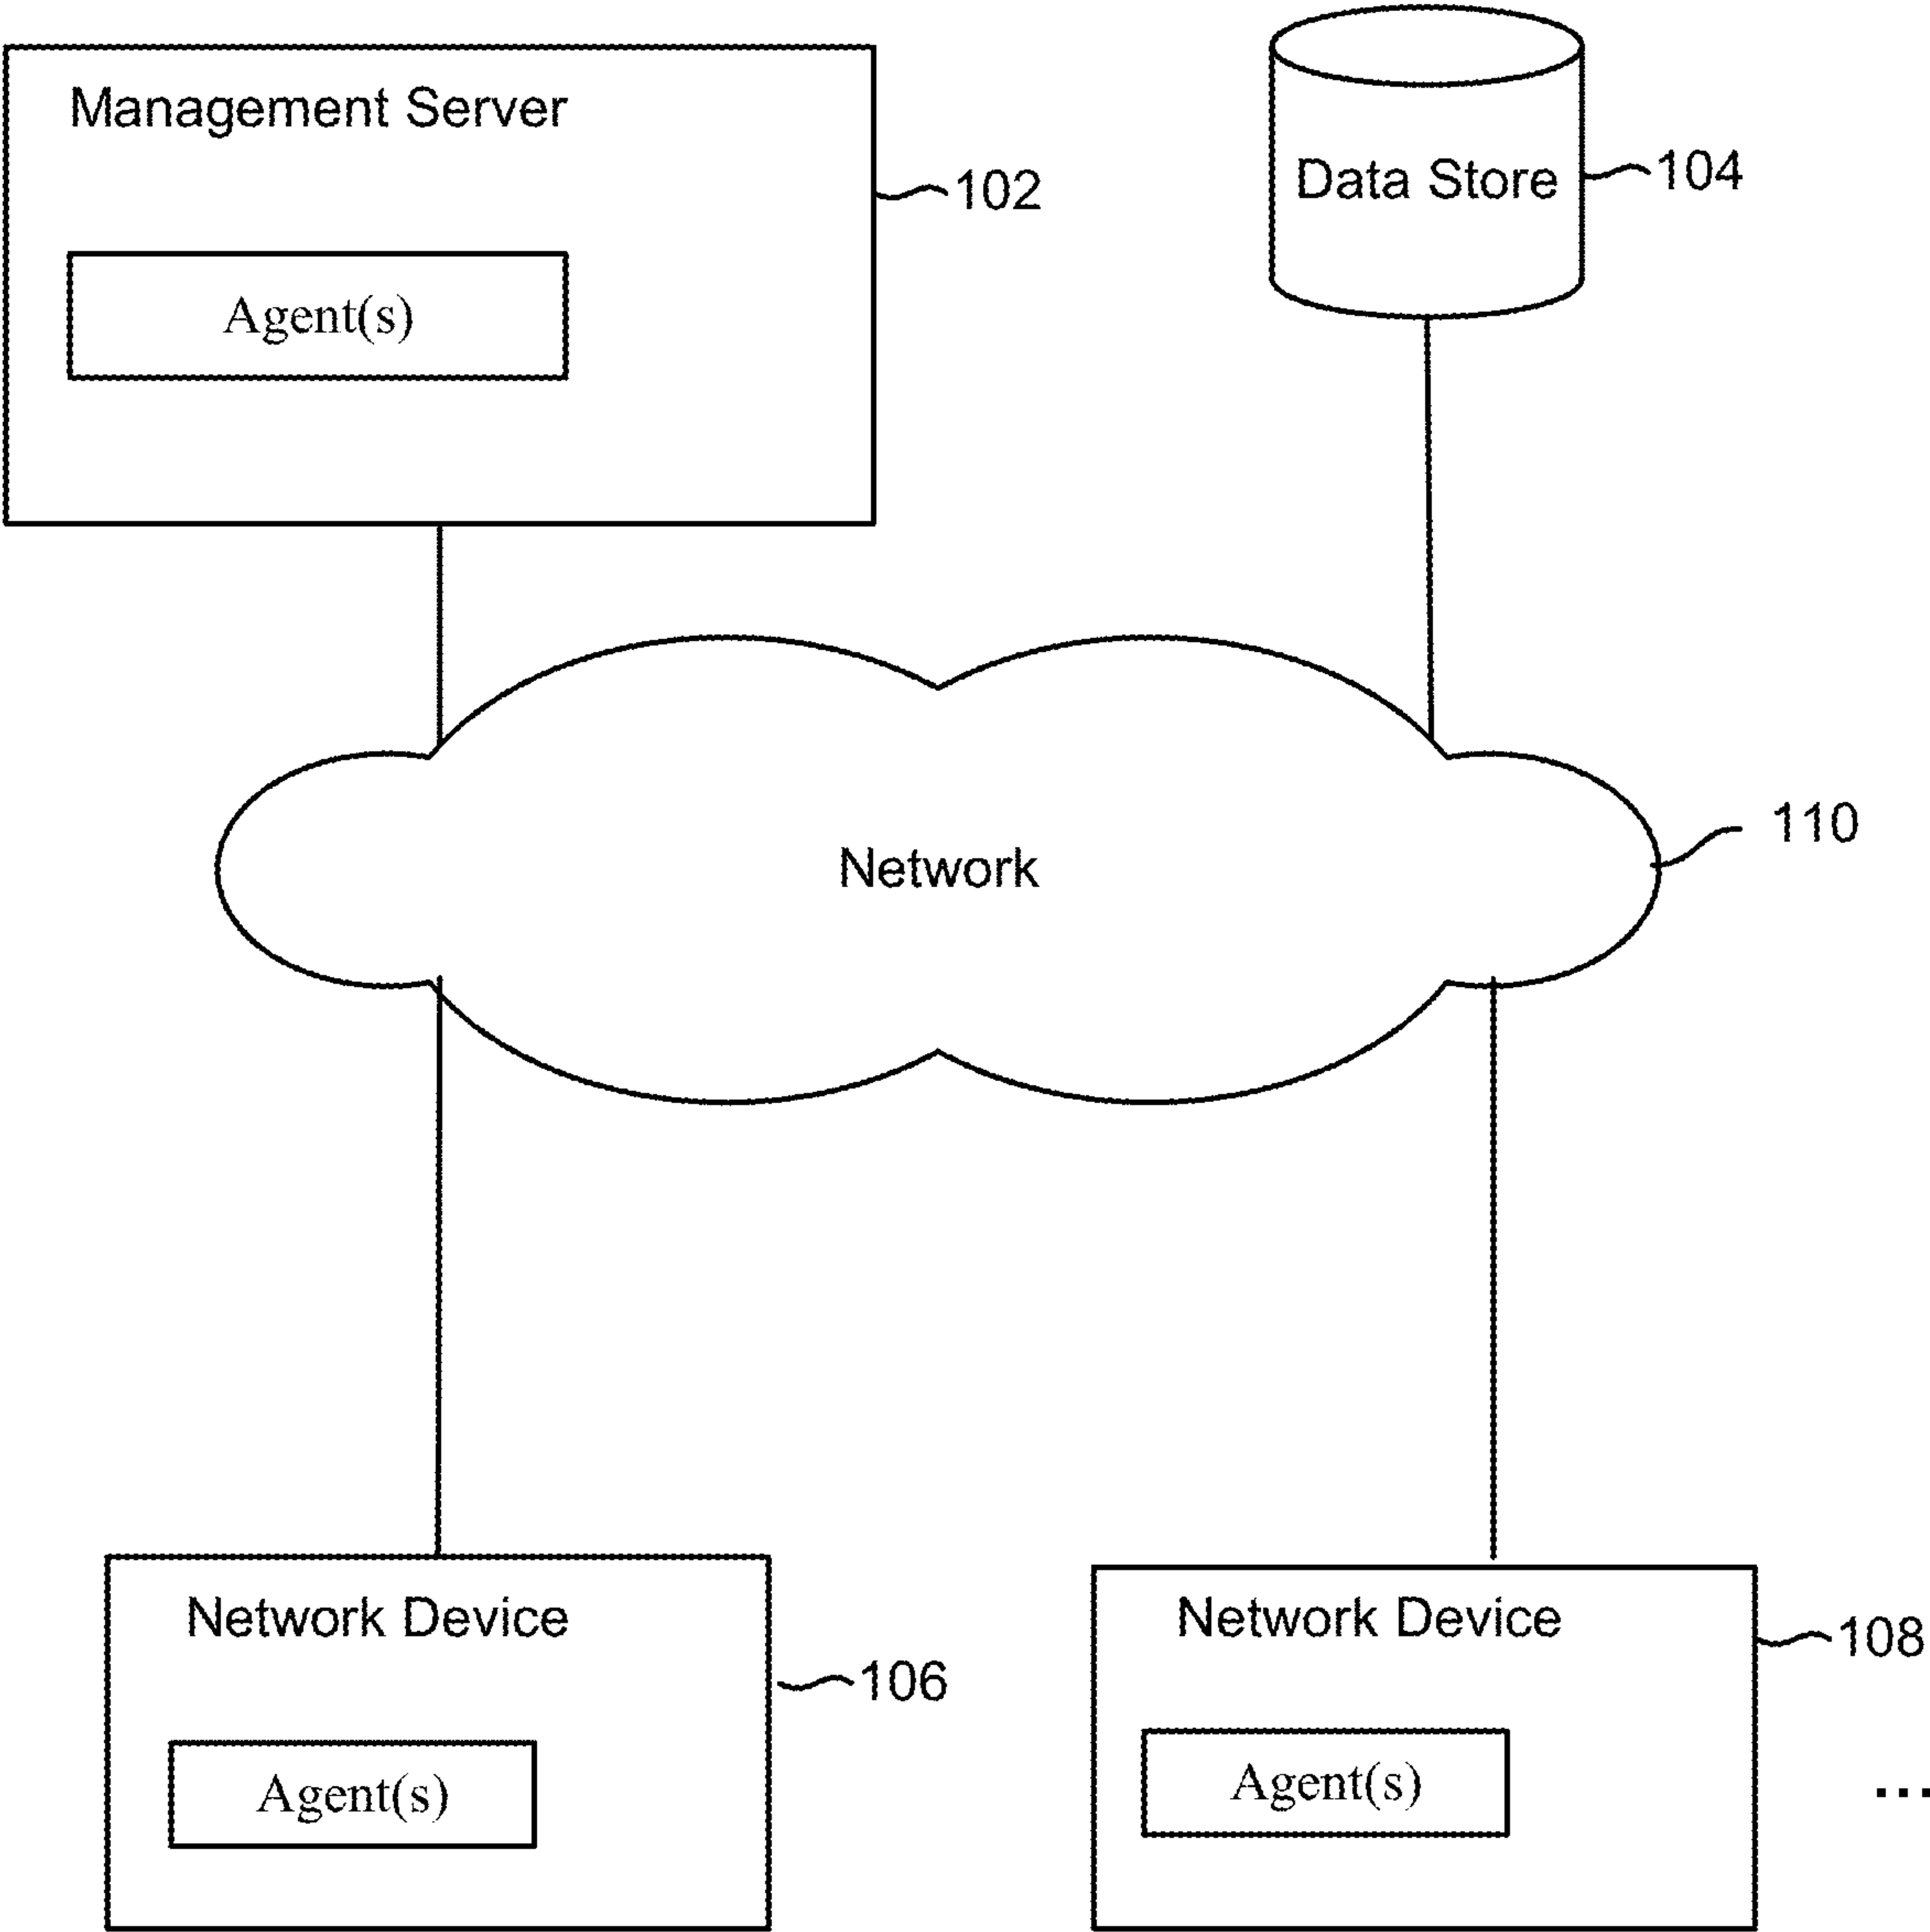 Management Server
102
Agent(s)
Data Store
104
Network
110
Network Device
106
Agent(s)
Network Device
108
Agent(s)
...